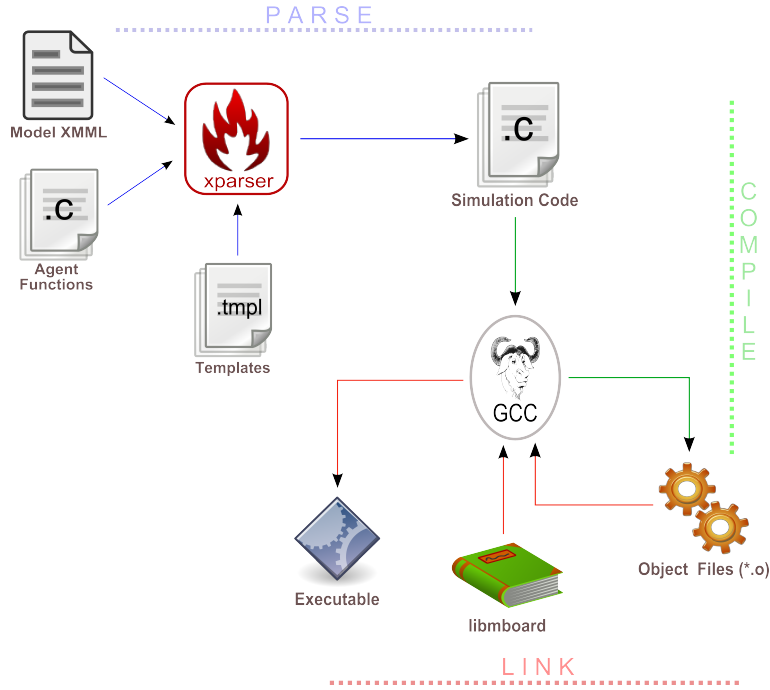 PARSE
Model XMML
.C
Agent
Functions
xparser
.tmpl
Templates
.C
Simulation Code
COMPILE
GCC
Executable
libmboard
Object Files (*.o)
LINK